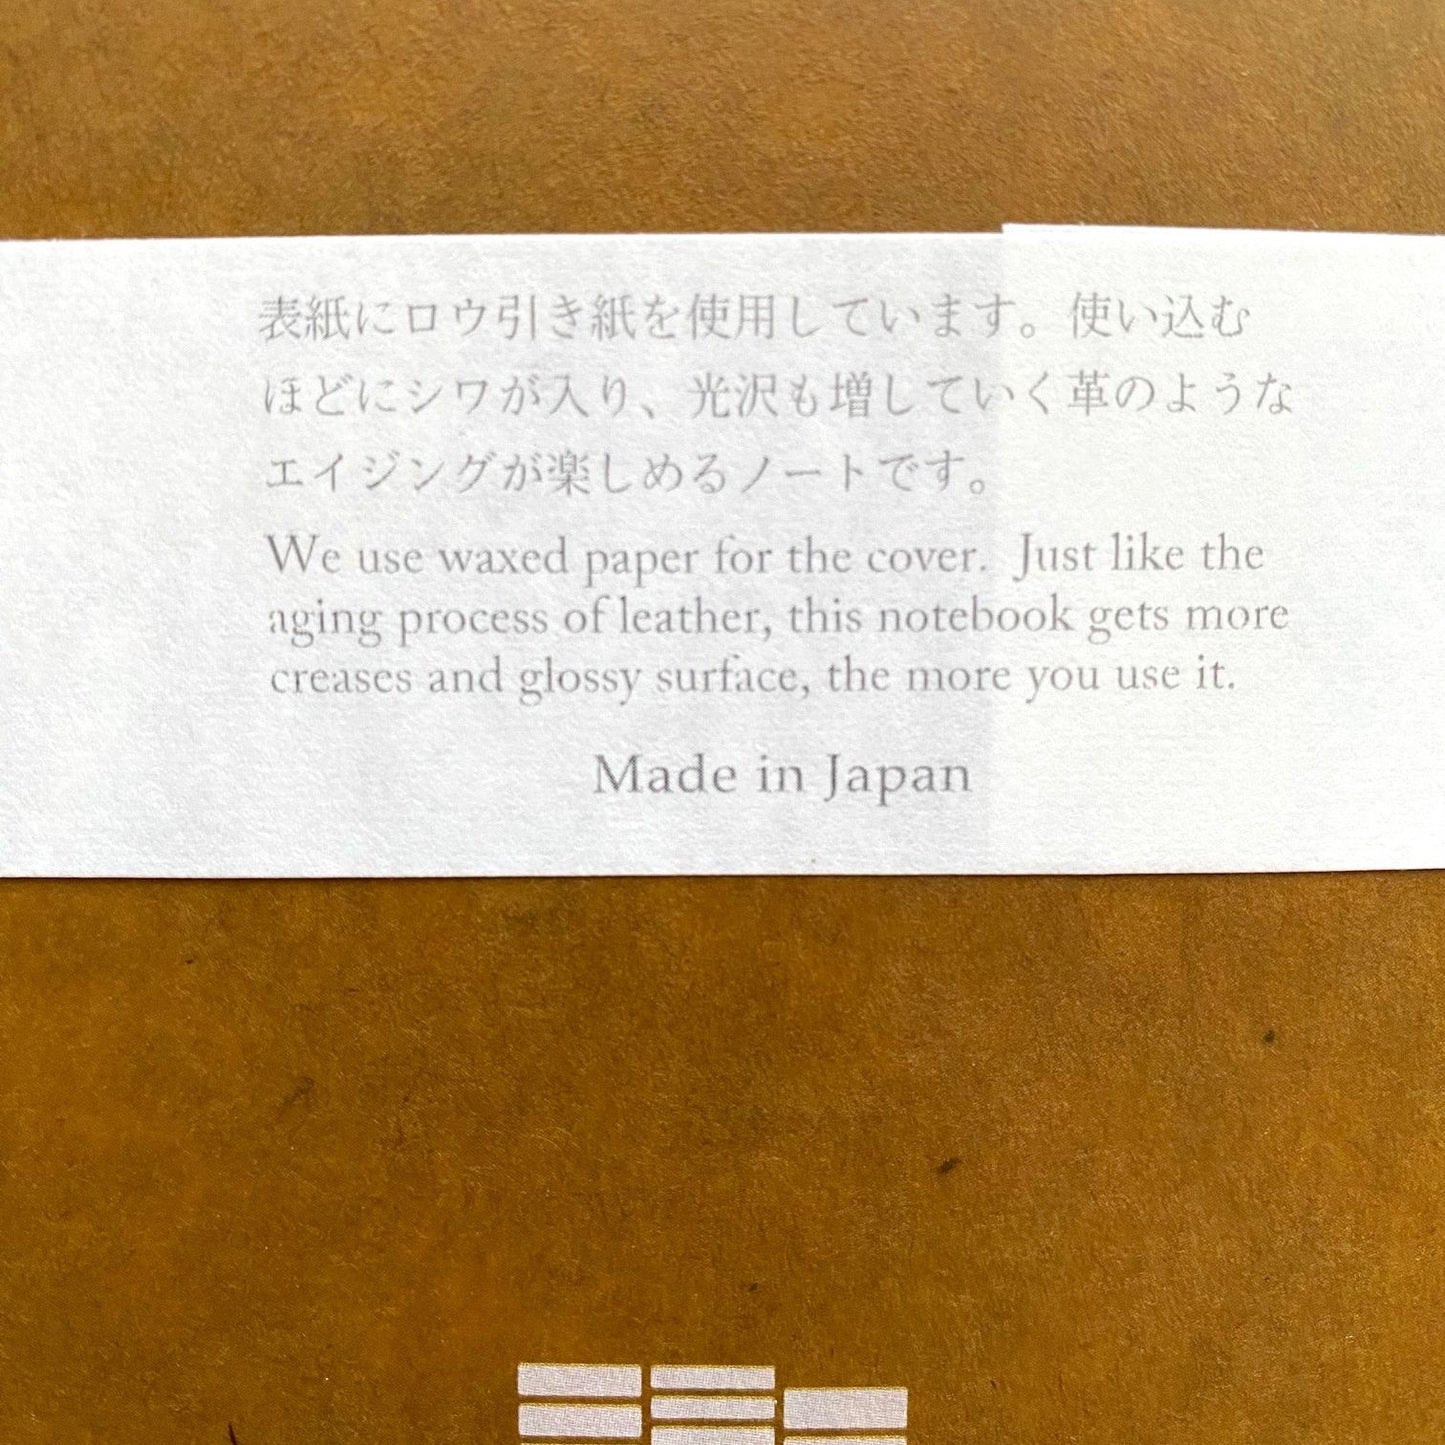 表紙にロウ引き紙を使用しています。使い込む
ほどにシワが入り、光沢も増していく革のような
エイジングが楽しめるノートです。
We use waxed paper for the cover. Just like the
aging process of leather, this notebook gets more
creases and glossy surface, the more you use it.
Made in Japan